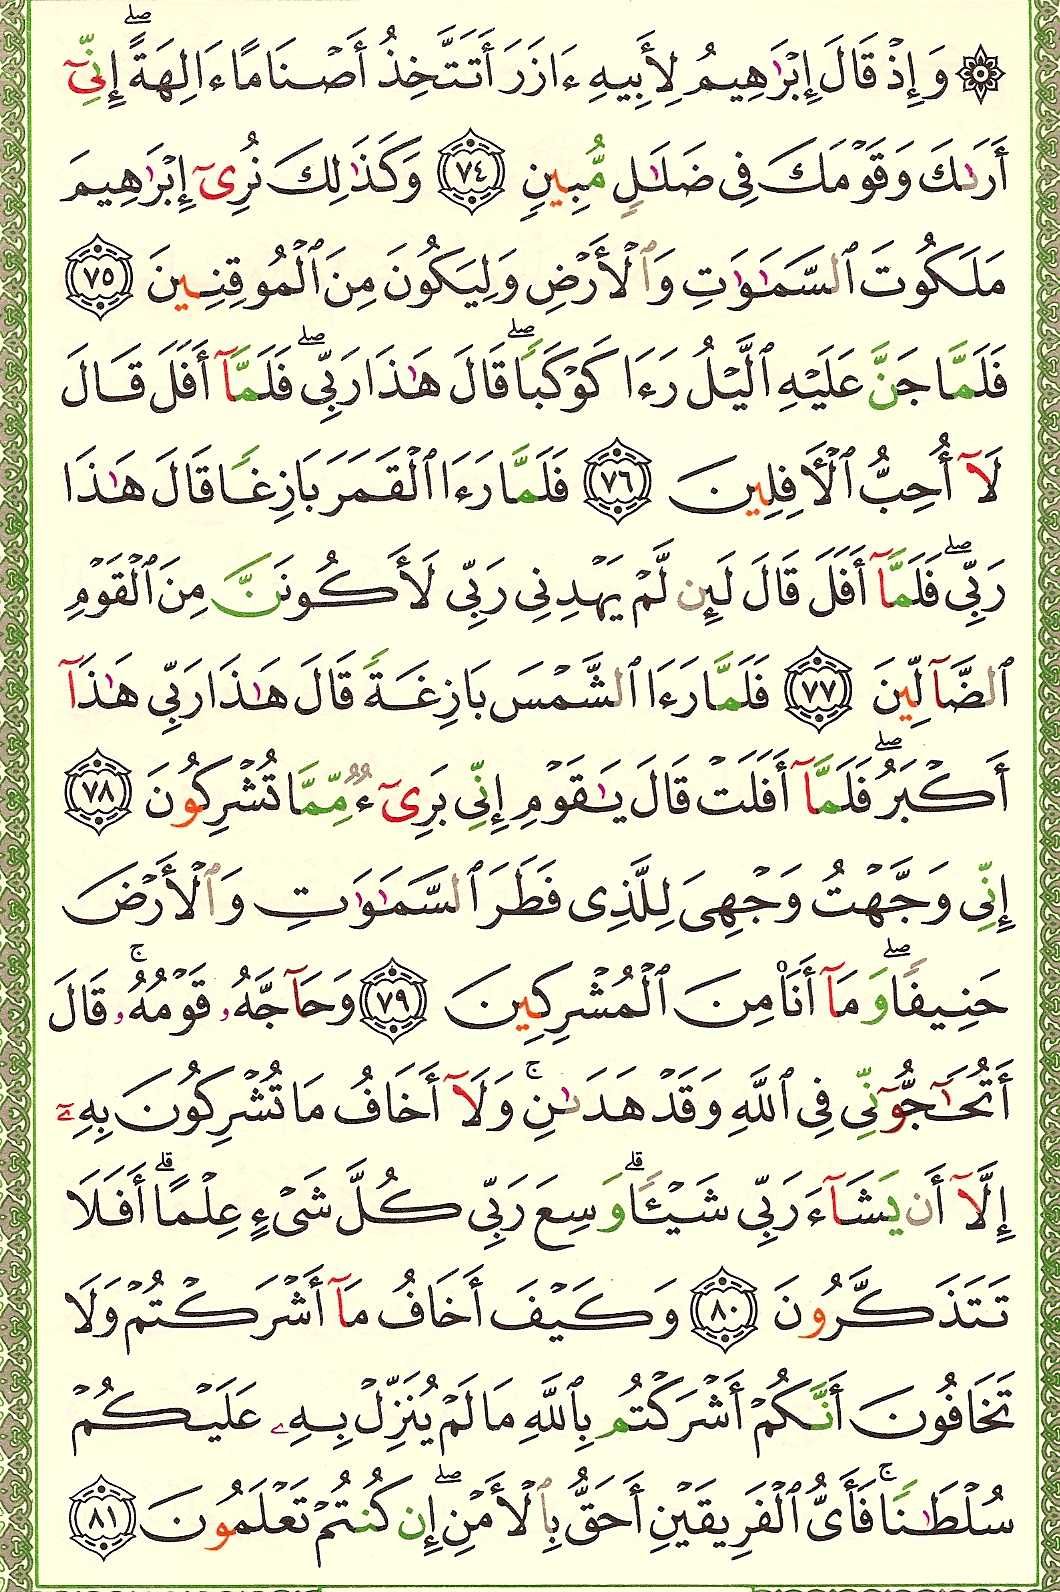 ۞ وَإِذْ قَالَ إِبْرَٰهِيمُ لِأَبِيهِ ءَازَرَ أَتَتَّخِذُ أَصْنَامًا ءَالِهَةً ۖ إِنِّىٓ
أَرَىٰكَ وَقَوْمَكَ فِى ضَلَـٰلٍ مُّبِينٍ ﴿٧٤﴾ وَكَذَٰلِكَ نُرِىٓ إِبْرَٰهِيمَ
مَلَكُوتَ ٱلسَّمَـٰوَٰتِ وَٱلْأَرْضِ وَلِيَكُونَ مِنَ ٱلْمُوقِنِينَ ﴿٧٥﴾
فَلَمَّا جَنَّ عَلَيْهِ ٱلَّيْلُ رَءَا كَوْكَبًا ۖ قَالَ هَـٰذَا رَبِّى ۖ فَلَمَّآ أَفَلَ قَالَ
لَآ أُحِبُّ ٱلْـَٔافِلِينَ ﴿٧٦﴾ فَلَمَّا رَءَا ٱلْقَمَرَ بَازِغًا قَالَ هَـٰذَا
رَبِّى ۖ فَلَمَّآ أَفَلَ قَالَ لَئِن لَّمْ يَهْدِنِى رَبِّى لَأَكُونَنَّ مِنَ ٱلْقَوْمِ
ٱلضَّآلِّينَ ﴿٧٧﴾ فَلَمَّا رَءَا ٱلشَّمْسَ بَازِغَةً قَالَ هَـٰذَا رَبِّى هَـٰذَآ
أَكْبَرُ ۖ فَلَمَّآ أَفَلَتْ قَالَ يَـٰقَوْمِ إِنِّى بَرِىٓءٌ مِّمَّا تُشْرِكُونَ ﴿٧٨﴾
إِنِّى وَجَّهْتُ وَجْهِىَ لِلَّذِى فَطَرَ ٱلسَّمَـٰوَٰتِ وَٱلْأَرْضَ
حَنِيفًا ۖ وَمَآ أَنَا۠ مِنَ ٱلْمُشْرِكِينَ ﴿٧٩﴾ وَحَآجَّهُۥ قَوْمُهُۥ ۚ قَالَ
أَتُحَـٰٓجُّوٓنِّى فِى ٱللَّهِ وَقَدْ هَدَىٰنِ ۚ وَلَآ أَخَافُ مَا تُشْرِكُونَ بِهِۦٓ
إِلَّآ أَن يَشَآءَ رَبِّى شَيْـًٔا ۗ وَسِعَ رَبِّى كُلَّ شَىْءٍ عِلْمًا ۗ أَفَلَا
تَتَذَكَّرُونَ ﴿٨٠﴾ وَكَيْفَ أَخَافُ مَآ أَشْرَكْتُمْ وَلَا
تَخَافُونَ أَنَّكُمْ أَشْرَكْتُم بِٱللَّهِ مَا لَمْ يُنَزِّلْ بِهِۦ عَلَيْكُمْ
سُلْطَـٰنًا ۚ فَأَىُّ ٱلْفَرِيقَيْنِ أَحَقُّ بِٱلْأَمْنِ ۖ إِن كُنتُمْ تَعْلَمُونَ ﴿٨١﴾